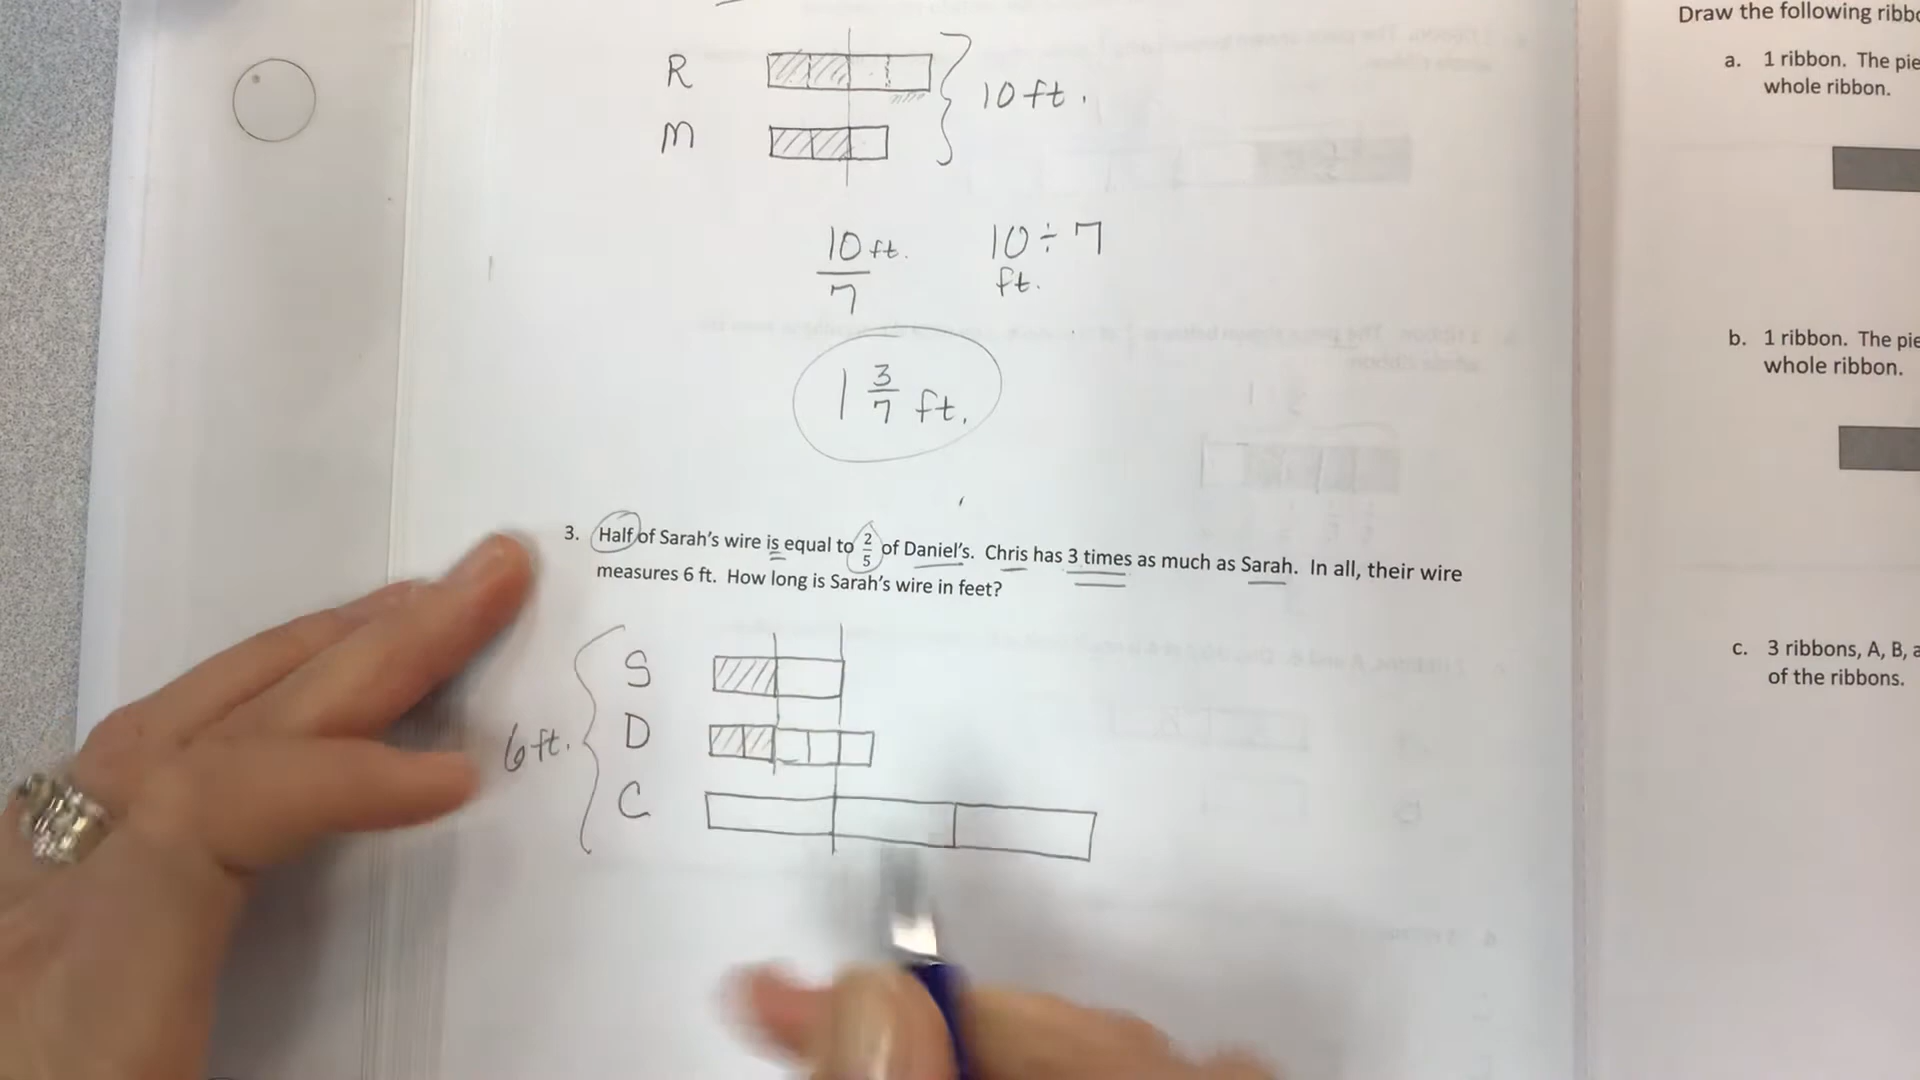 R
10 ft.
M
10 ft.
7
10 ÷ 7
ft.
1 3/7 ft.
3. Half of Sarah's wire is equal to 2/5 of Daniel's. Chris has 3 times as much as Sarah. In all, their wire
measures 6 ft. How long is Sarah's wire in feet?
S
6 ft.
D
C
Draw the following ribb
a. 1 ribbon. The pie
whole ribbon.
b. 1 ribbon. The pie
whole ribbon.
c. 3 ribbons, A, B, a
of the ribbons.